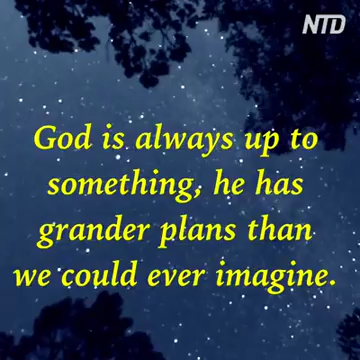 NTD
God is always up to
something, he has
grander plans than
we could ever imagine.